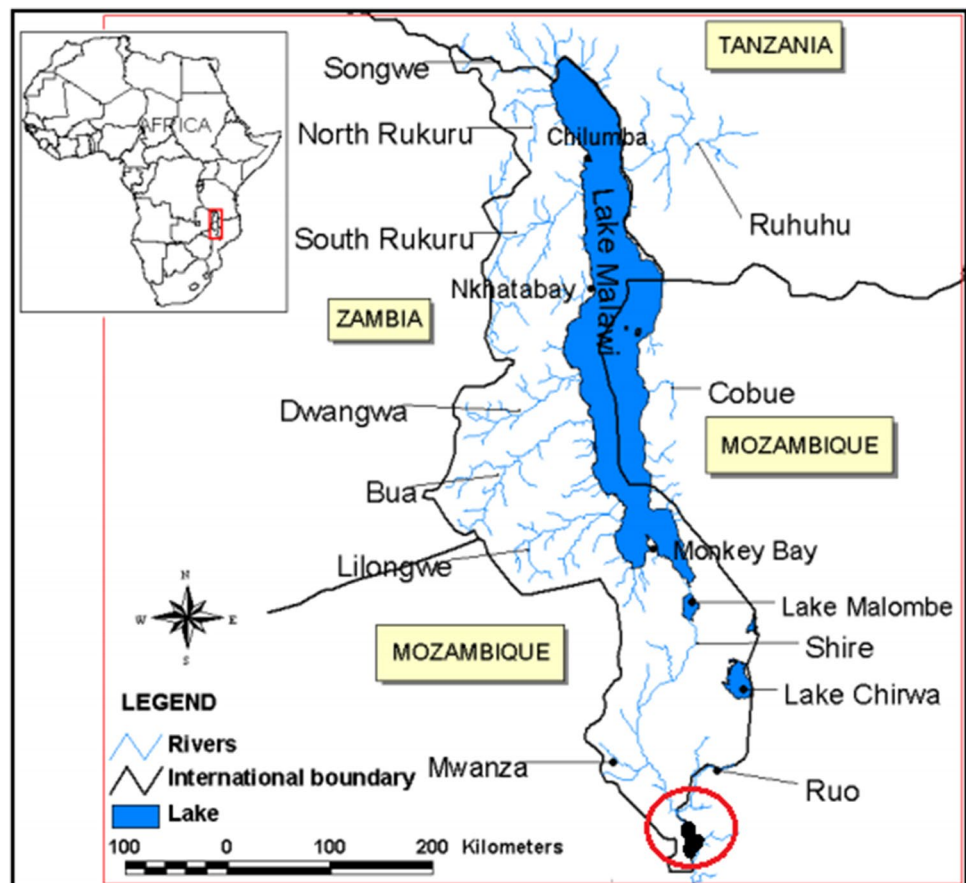 TANZANIA
Songwe
AFRICA
North Rukuru
Chilumba
Ruhuhu
South Rukuru
Lake Malawi
Nkhatabay
ZAMBIA
Cobue
Dwangwa
MOZAMBIQUE
Bua
Monkey Bay
Lilongwe
N
W E
S
Lake Malombe
Shire
MOZAMBIQUE
Lake Chirwa
LEGEND
Rivers
International boundary
Lake
Mwanza
Ruo
100 0 100 200 Kilometers